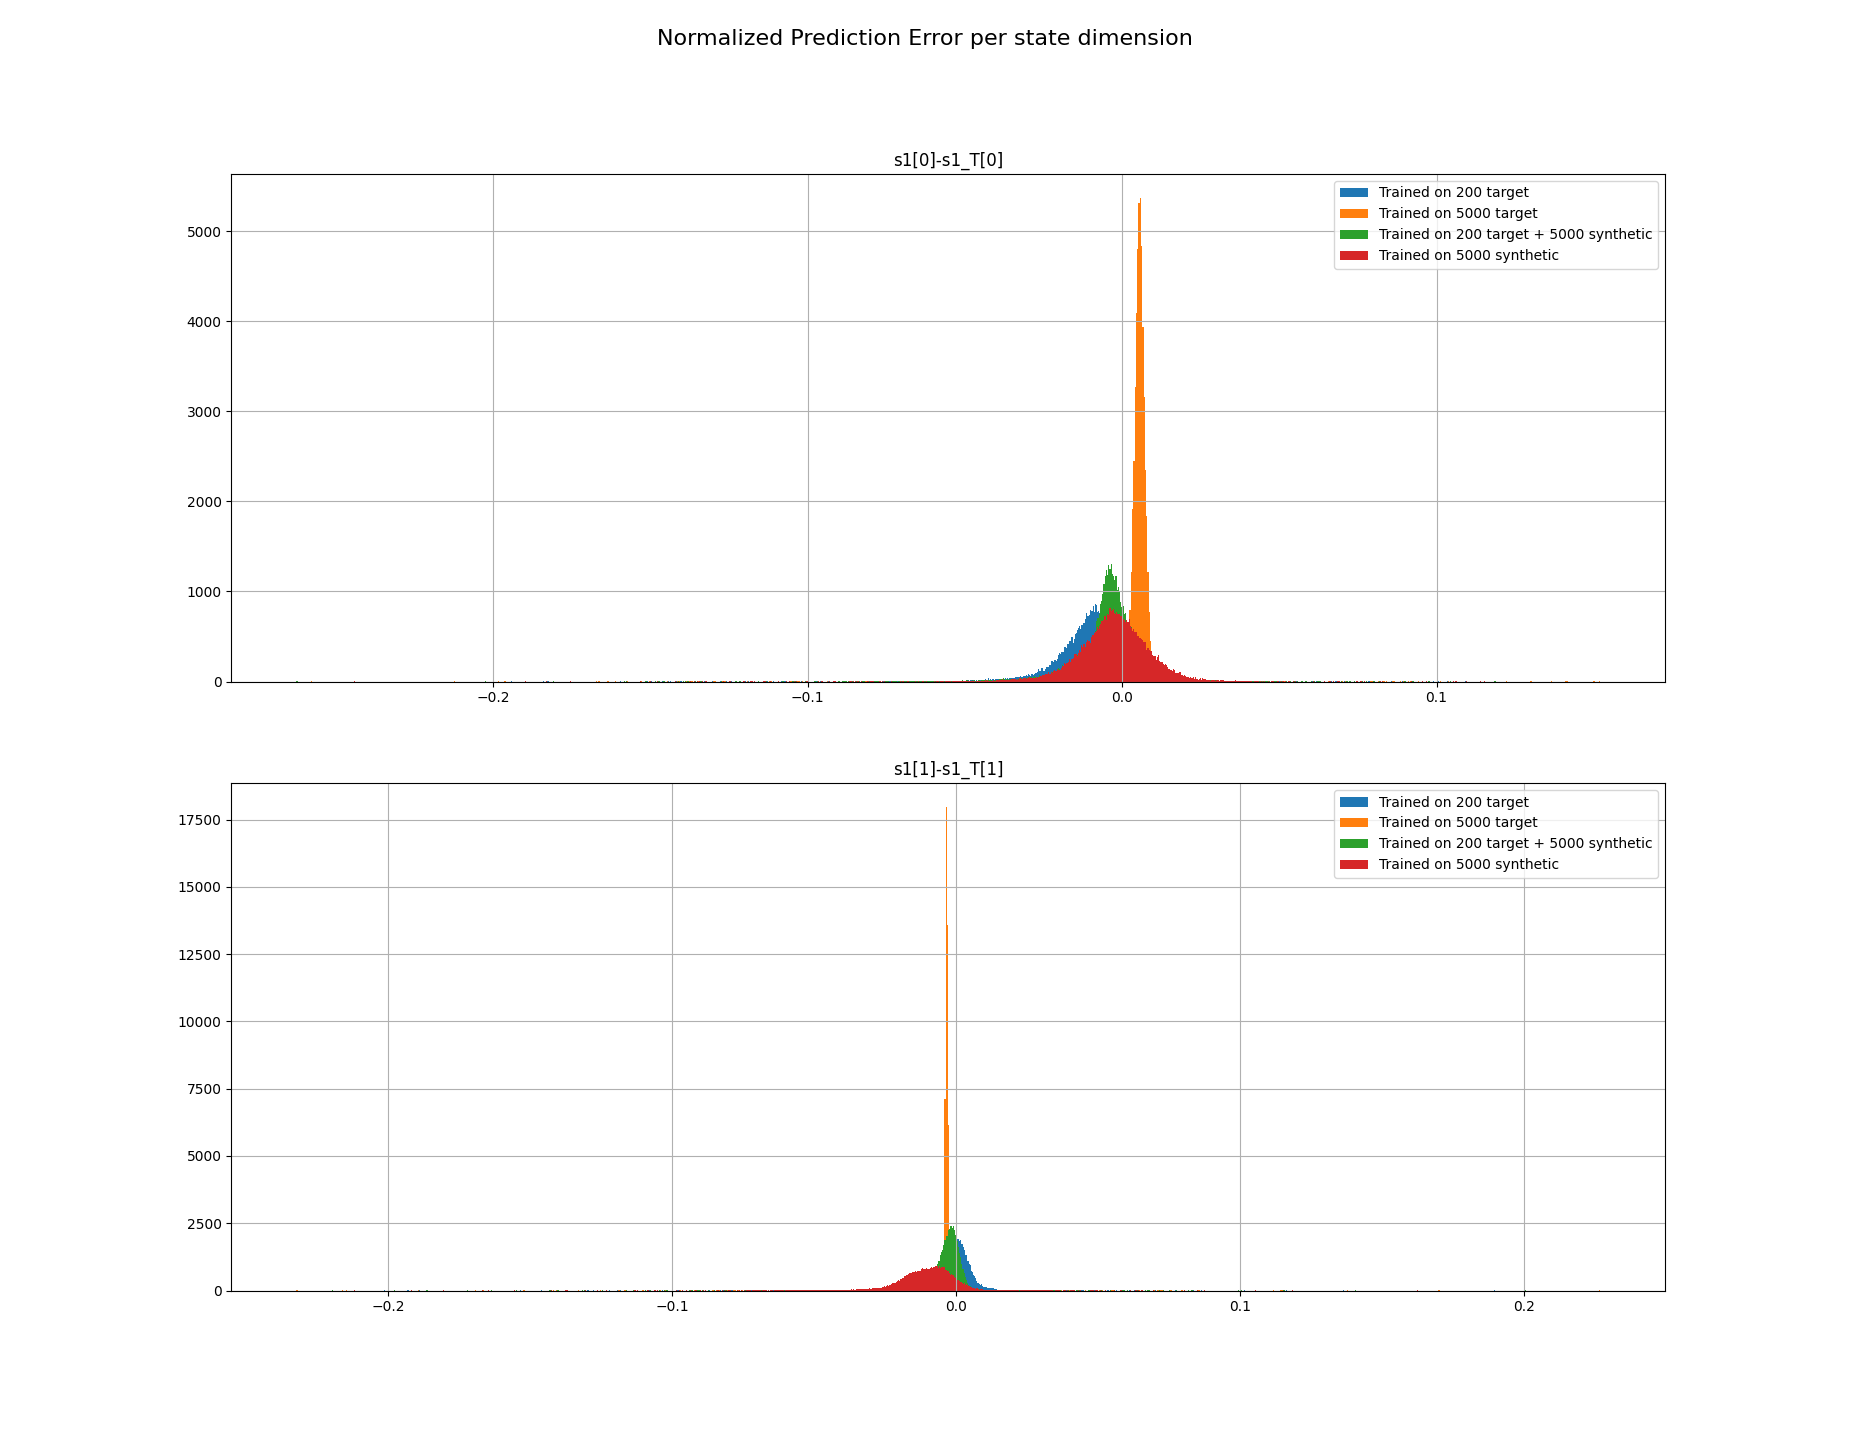 Normalized Prediction Error per state dimension
s1[0]-s1_T[0]
Trained on 200 target
Trained on 5000 target
Trained on 200 target + 5000 synthetic
Trained on 5000 synthetic
5000
4000
3000
2000
1000
0
−0.2 −0.1 0.0 0.1
s1[1]-s1_T[1]
Trained on 200 target
Trained on 5000 target
Trained on 200 target + 5000 synthetic
Trained on 5000 synthetic
17500
15000
12500
10000
7500
5000
2500
0
−0.2 −0.1 0.0 0.1 0.2